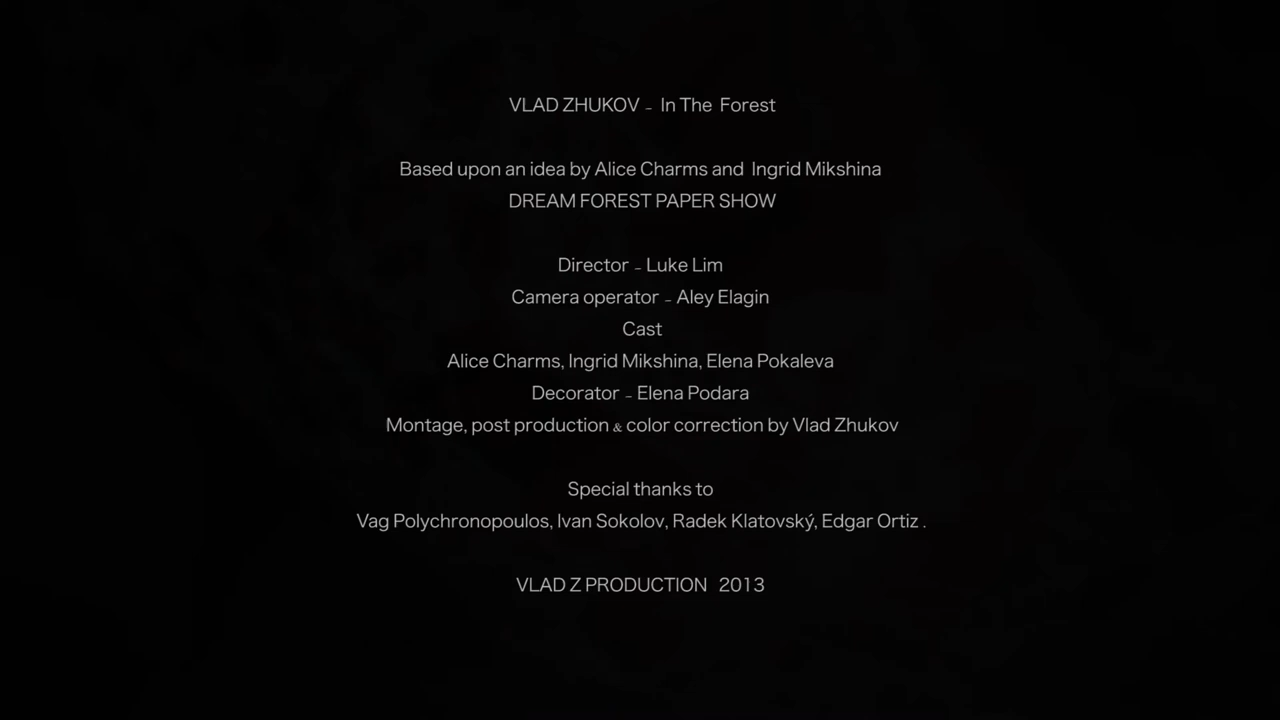 VLAD ZHUKOV - In The Forest
Based upon an idea by Alice Charms and Ingrid Mikshina
DREAM FOREST PAPER SHOW
Director - Luke Lim
Camera operator - Aley Elagin
Cast
Alice Charms, Ingrid Mikshina, Elena Pokaleva
Decorator - Elena Podara
Montage, post production & color correction by Vlad Zhukov
Special thanks to
Vag Polychronopoulos, Ivan Sokolov, Radek Klatovský, Edgar Ortiz .
VLAD Z PRODUCTION 2013